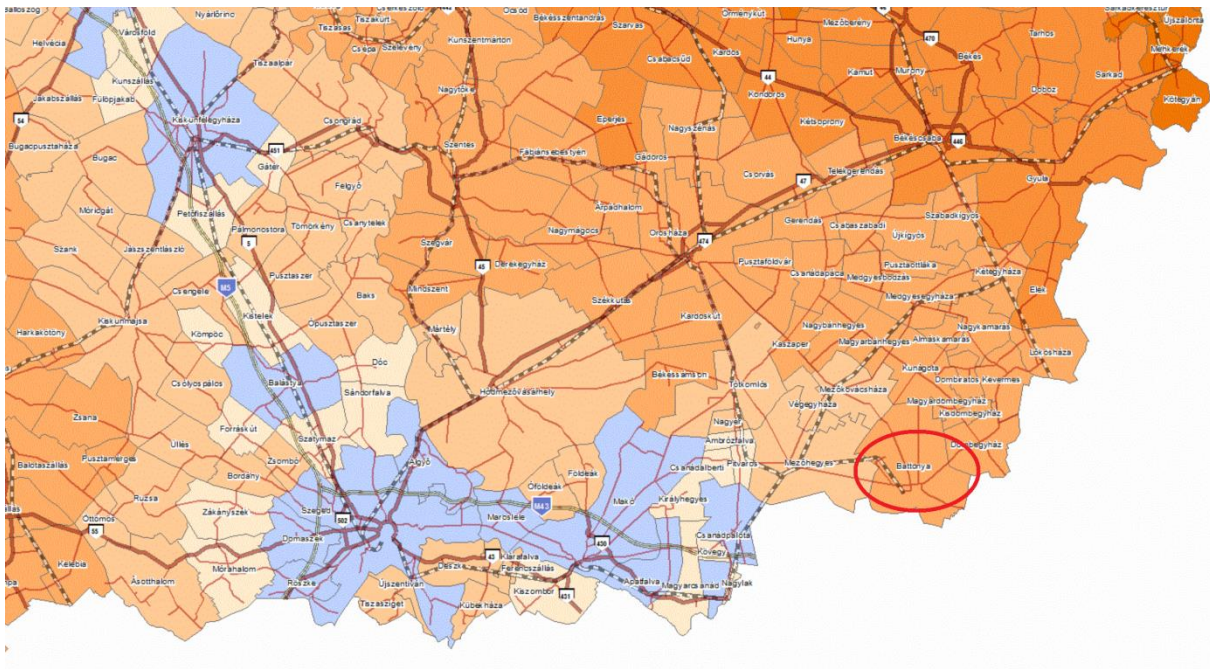 Nyárlőrinc
Tiszakürt
Öcsöd
Békésszentandrás
Örménykút
Városföld
Tiszasas
Szarvas
Mezőberény
Újszalonta
Helvécia
Csépa
Szelevény
Kunszentmárton
Kardos
Hunya
470
Tarhos
Tiszaalpár
Csabacsűd
Békés
Méhkerék
Kunszállás
44
Kamut
Murony
Sarkad
Jakabszállás
Fülöpjakab
Nagytőke
Kondoros
Doboz
Kötegyán
54
Kiskunfélegyháza
Csongrád
Eperjes
Nagyszénás
Kétsoprony
Bugacpusztaháza
451
Szentes
Békéscsaba
446
Bugac
Gátér
Fábiánsebestyén
Gádoros
Felgyő
Csorvás
47
Telekgerendás
Gyula
Móricgát
Petőfiszállás
Árpádhalom
Pálmonostora
Tömörkény
Csanytelek
Nagymágocs
Orosháza
Gerendás
Csabaszabadi
Szabadkígyós
Szank
Jászszentlászló
5
Szegvár
474
Újkígyós
Pusztaszer
45
Derekegyház
Pusztaföldvár
Csanádapáca
Pusztaottlaka
Medgyesbodzás
Kétegyháza
Csengele
M5
Baks
Mindszent
Székkutas
Medgyesegyháza
Elek
Harkakötöny
Kiskunmajsa
Kistelek
Ópusztaszer
Kardoskút
Nagybánhegyes
Nagykamarás
Kömpöc
Mártély
Kaszaper
Magyarbánhegyes
Almáskamarás
Lőkösháza
Dóc
Kunágota
Csólyospálos
Balástya
Sándorfalva
Hódmezővásárhely
Békéssámson
Tótkomlós
Mezőkovácsháza
Dombiratos
Kevermes
Zsana
Végegyháza
Magyardombegyház
Kisdombegyház
Forráskút
Nagyér
Üllés
Szatymaz
Ambrózfalva
Dombegyház
Balotaszállás
Pusztamérges
Zsombó
Algyő
Csanádalberti
Pitvaros
Mezőhegyes
Battonya
Bordány
Földeák
Ruzsa
Óföldeák
Makó
Királyhegyes
Öttömös
Zákányszék
Szeged
502
Maroslele
M43
55
Domaszék
430
Csanádpalota
Kelebia
Mórahalom
43
Klárafalva
Kövegy
Ásotthalom
Röszke
Deszk
Ferencszállás
Újszentiván
Kiszombor
431
Apátfalva
Magyarcsanád
Nagylak
Tiszasziget
Kübekháza